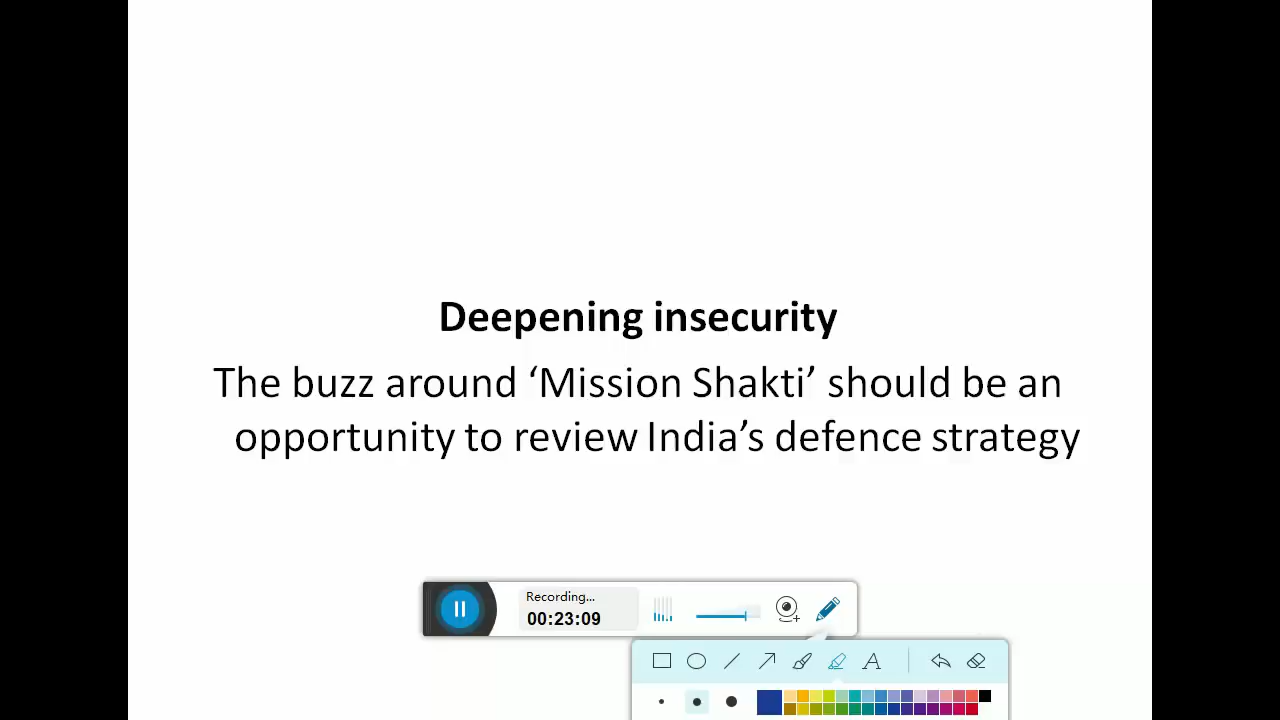 Deepening insecurity
The buzz around ‘Mission Shakti’ should be an
opportunity to review India’s defence strategy
Recording...
00:23:09
A